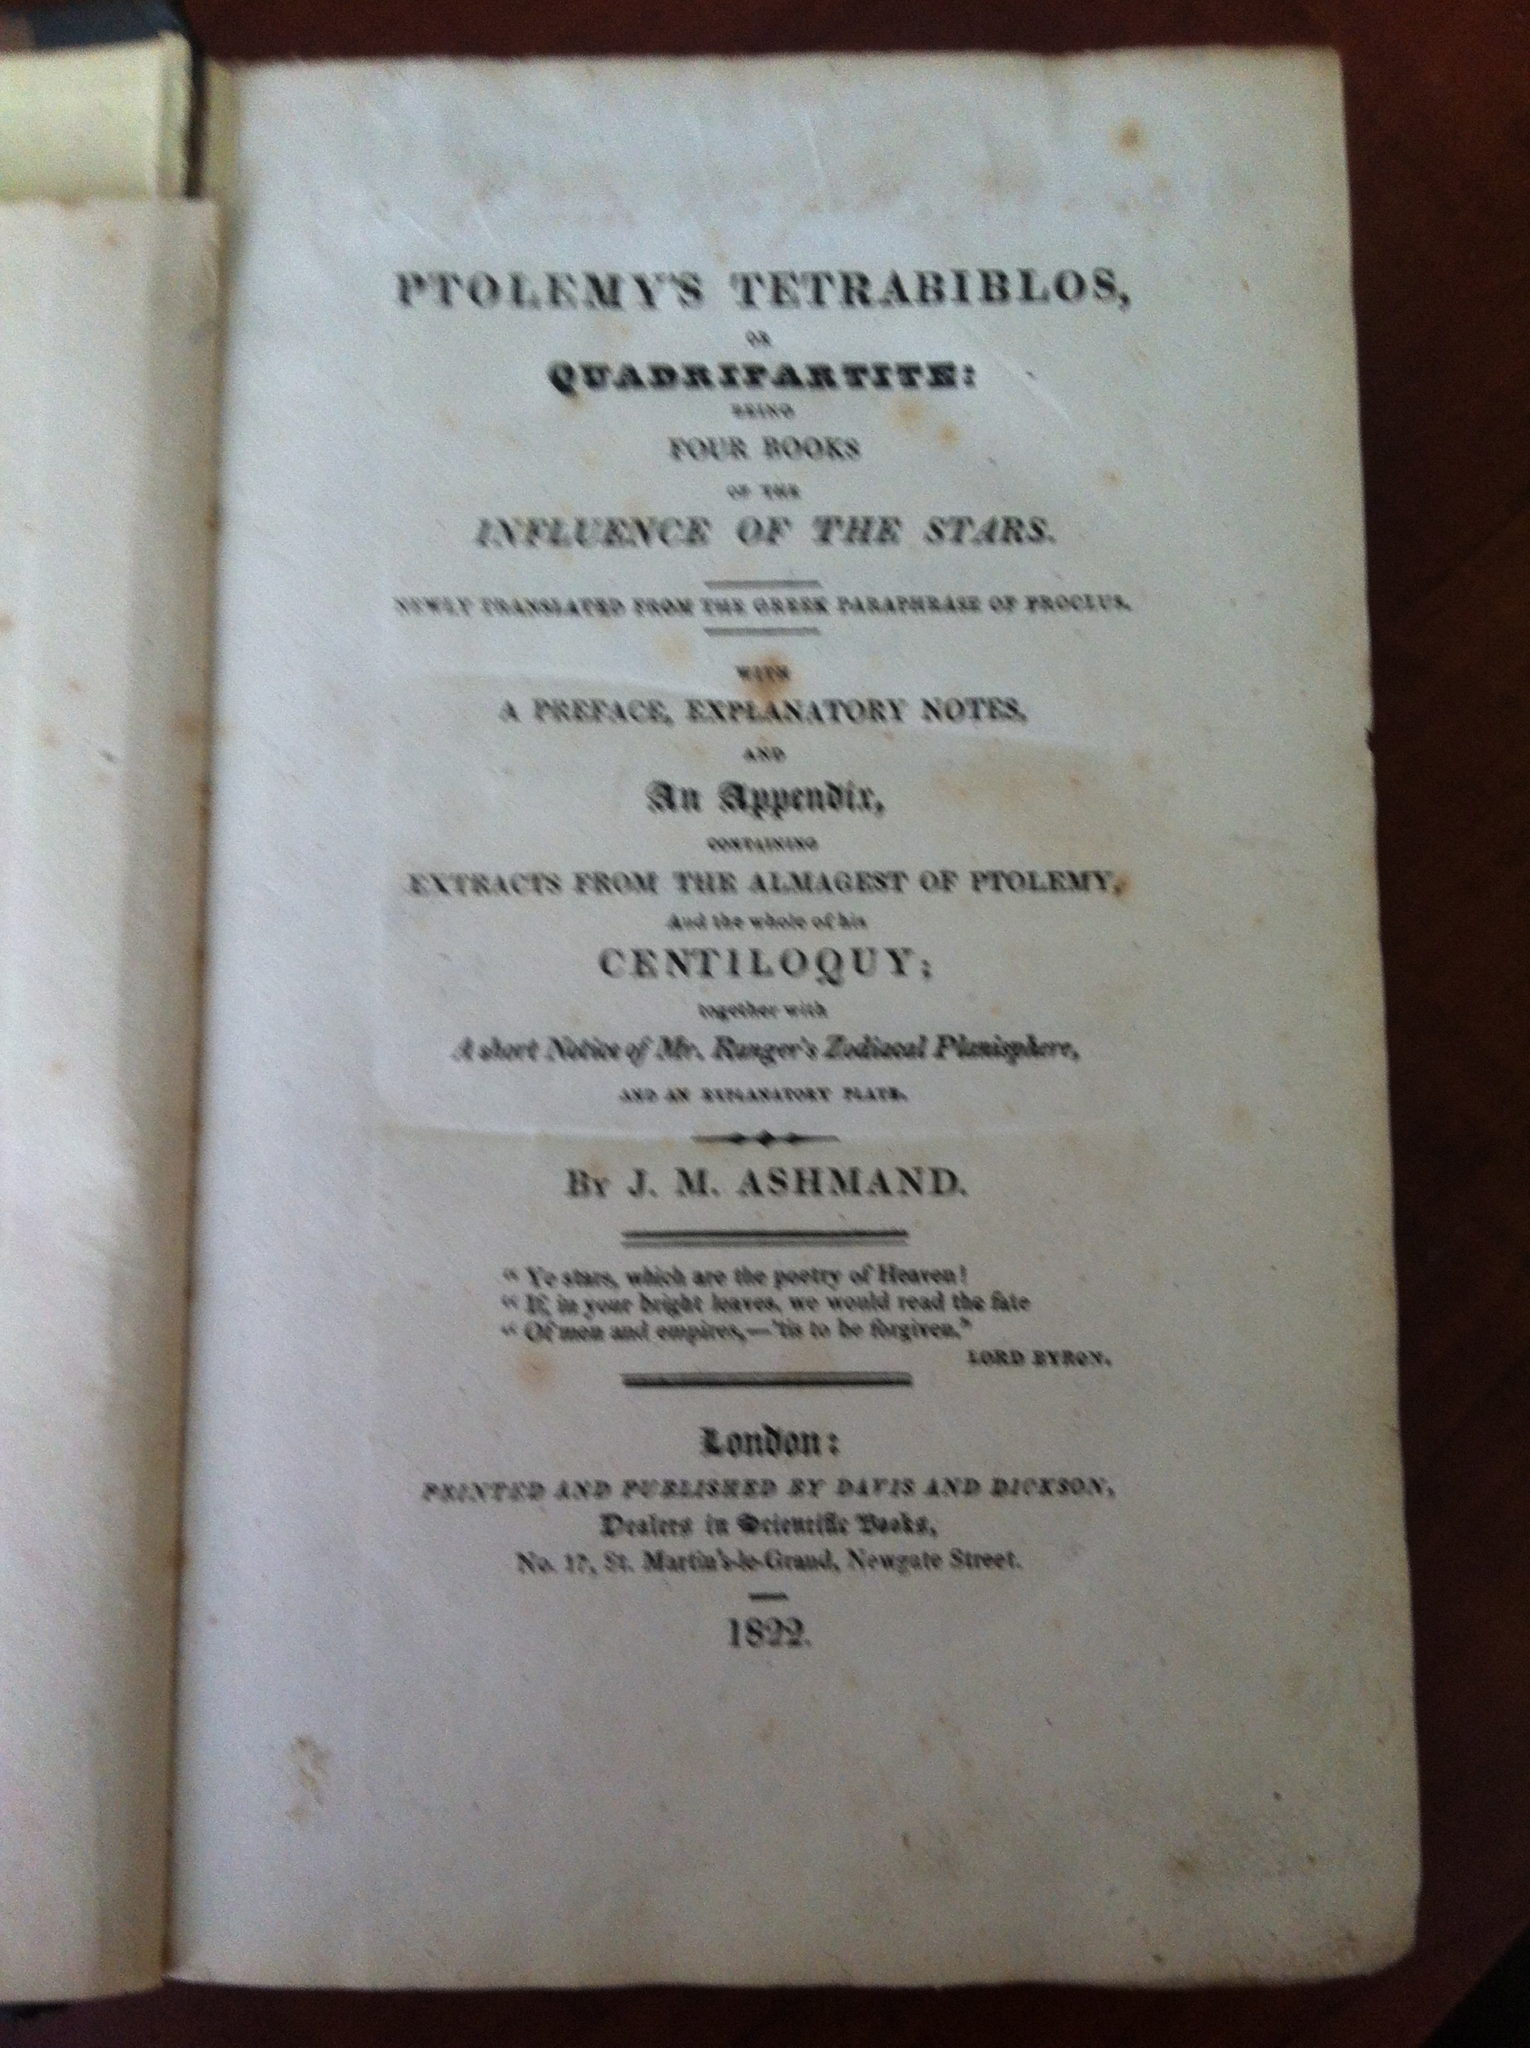 PTOLEMY'S TETRABIBLOS,
OR
QUADRIPARTITE:
BEING
FOUR BOOKS
OF THE
INFLUENCE OF THE STARS.
NEWLY TRANSLATED FROM THE GREEK PARAPHRASE OF PROCLUS.
WITH
A PREFACE, EXPLANATORY NOTES,
AND
An Appendix,
CONTAINING
EXTRACTS FROM THE ALMAGEST OF PTOLEMY,
And the whole of his
CENTILOQUY;
together with
A short Notice of Mr. Ranger's Zodiacal Planisphere,
AND AN EXPLANATORY PLATE.
BY J. M. ASHMAND.
"Ye stars, which are the poetry of Heaven!
"If, in your bright leaves, we would read the fate
"Of men and empires,—'tis to be forgiven."
LORD BYRON.
London:
PRINTED AND PUBLISHED BY DAVIS AND DICKSON,
Dealers in Scientific Books,
No. 17, St. Martin's-le-Grand, Newgate Street.
1822.